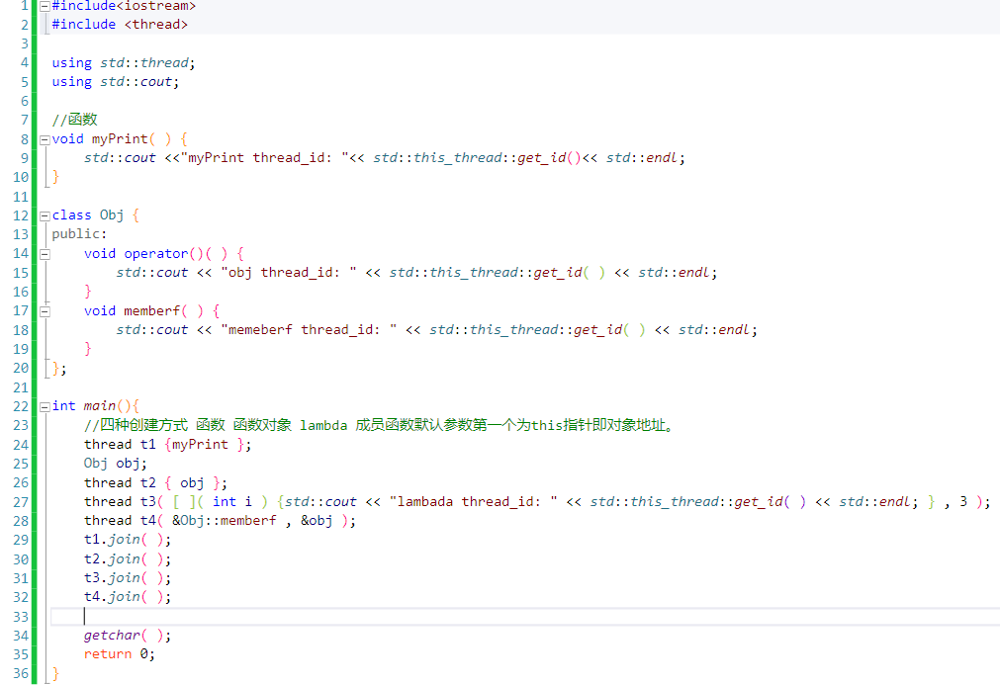 1 #include<iostream>
2 #include <thread>
3
4 using std::thread;
5 using std::cout;
6
7 //函数
8 void myPrint( ) {
9 std::cout <<"myPrint thread_id: "<< std::this_thread::get_id()<< std::endl;
10 }
11
12 class Obj {
13 public:
14 void operator()( ) {
15 std::cout << "obj thread_id: " << std::this_thread::get_id( ) << std::endl;
16 }
17 void memberf( ) {
18 std::cout << "memeberf thread_id: " << std::this_thread::get_id( ) << std::endl;
19 }
20 };
21
22 int main(){
23 //四种创建方式 函数 函数对象 lambda 成员函数默认参数第一个为this指针即对象地址。
24 thread t1 {myPrint };
25 Obj obj;
26 thread t2 { obj };
27 thread t3( [ ]( int i ) {std::cout << "lambada thread_id: " << std::this_thread::get_id( ) << std::endl; } , 3 );
28 thread t4( &Obj::memberf , &obj );
29 t1.join( );
30 t2.join( );
31 t3.join( );
32 t4.join( );
33
34 getchar( );
35 return 0;
36 }